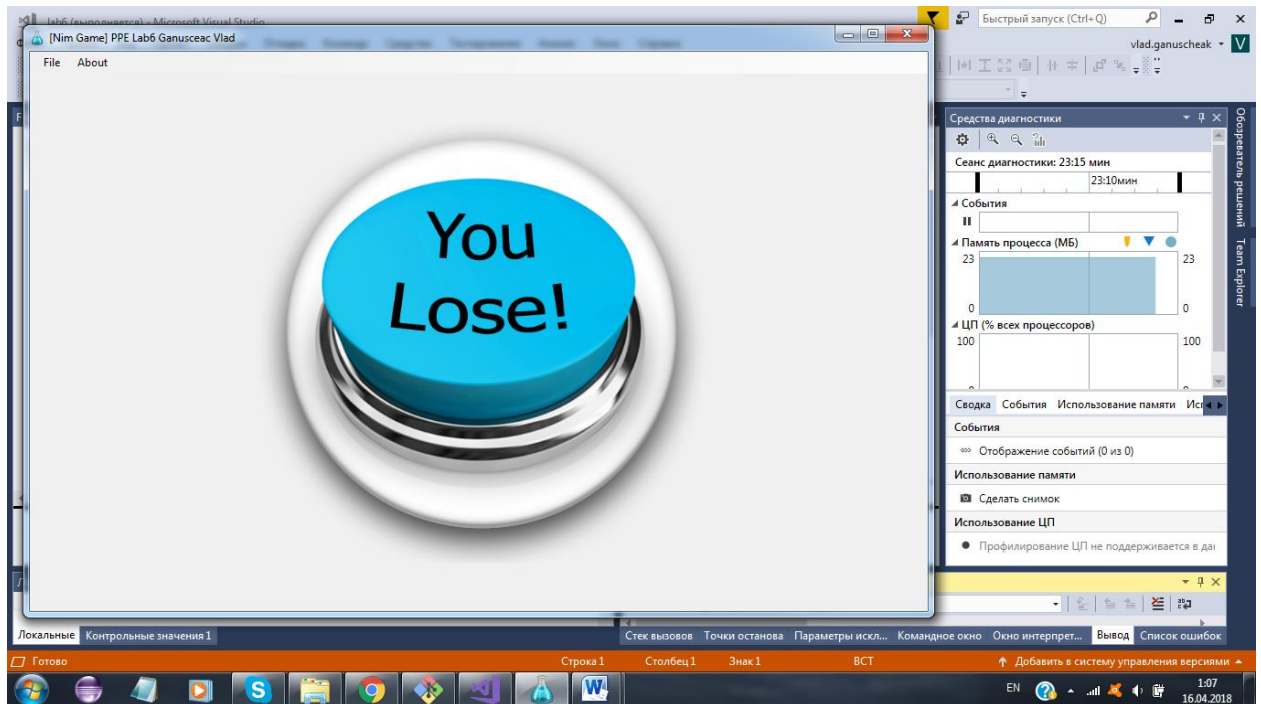 lab6 (выполняется) - Microsoft Visual Studio
Быстрый запуск (Ctrl+Q)
[Nim Game] PPE Lab6 Ganusceac Vlad
vlad.ganuscheak
V
File About
You
Lose!
Средства диагностики
Сеанс диагностики: 23:15 мин
23:10мин
События
Память процесса (МБ)
23 23
0 0
ЦП (% всех процессоров)
100 100
Сводка События Использование памяти
События
Отображение событий (0 из 0)
Использование памяти
Сделать снимок
Использование ЦП
Профилирование ЦП не поддерживается в
Обозреватель решений
Team Explorer
Локальные Контрольные значения 1
Стек вызовов Точки останова Параметры искл... Командное окно Окно интерпрет... Вывод Список ошибок
Готово Строка 1 Столбец 1 Знак 1 ВСТ Добавить в систему управления версиями
EN
1:07
16.04.2018